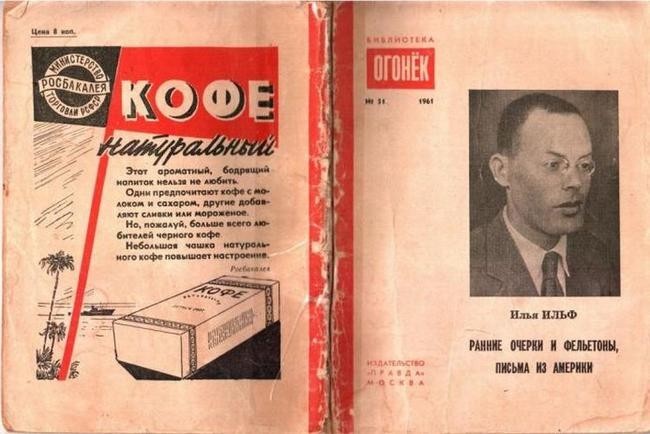 Цена 8 коп.
МИНИСТЕРСТВО
РОСБАКАЛЕЯ
ТОРГОВЛИ РСФСР
КОФЕ
натуральный
Этот ароматный, бодрящий
напиток нельзя не любить.
Одни предпочитают кофе с мо-
локом и сахаром, другие добав-
ляют сливки или мороженое.
Но, пожалуй, больше всего лю-
бителей черного кофе.
Небольшая чашка натураль-
ного кофе повышает настроение.
Росбакалея
КОФЕ
БИБЛИОТЕКА
ОГОНЁК
№ 51 1961
Илья ИЛЬФ
РАННИЕ ОЧЕРКИ И ФЕЛЬЕТОНЫ,
ПИСЬМА ИЗ АМЕРИКИ
ИЗДАТЕЛЬСТВО
«ПРАВДА»
МОСКВА